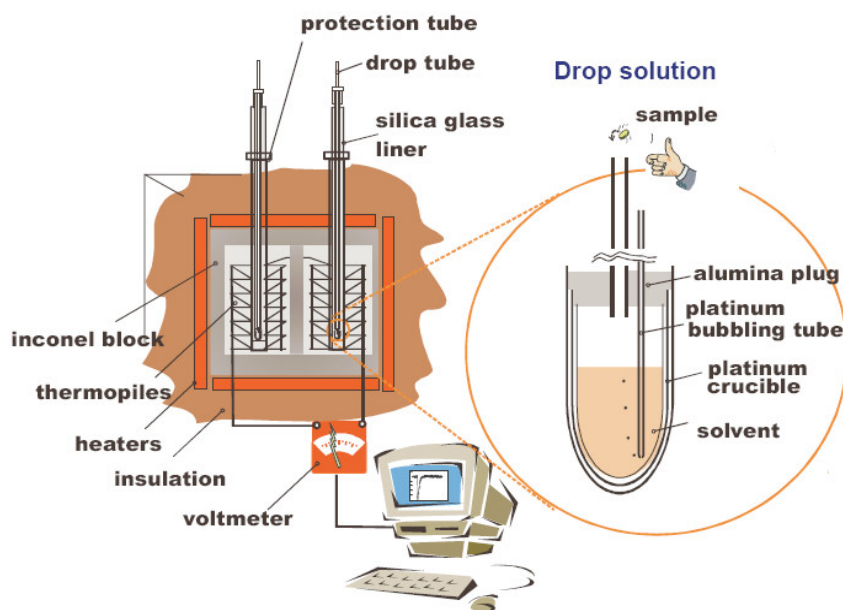 protection tube
drop tube
silica glass
liner
inconel block
thermopiles
heaters
insulation
voltmeter
Drop solution
sample
alumina plug
platinum
bubbling tube
platinum
crucible
solvent